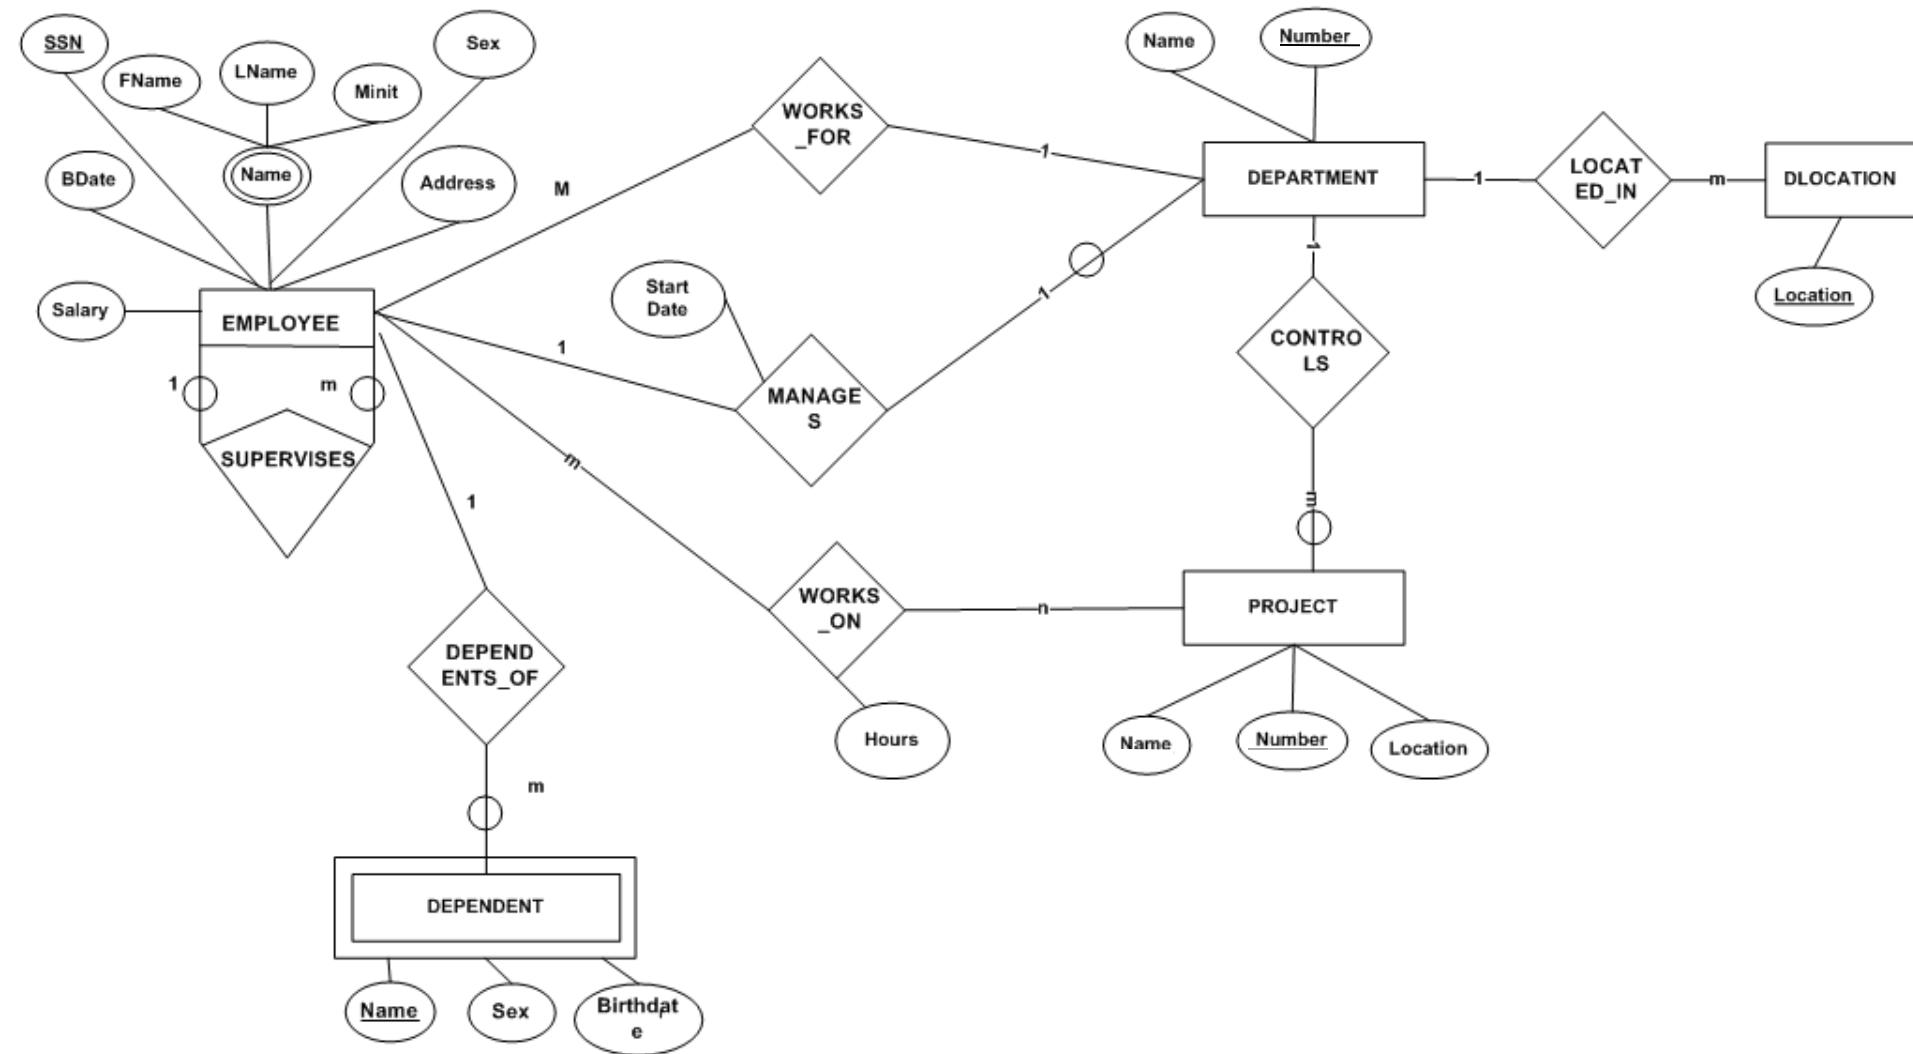 SSN
FName
LName
Minit
Sex
BDate
Name
Address
Salary
EMPLOYEE
1
m
SUPERVISES
M
WORKS
_FOR
1
Name
Number
DEPARTMENT
1
LOCAT
ED_IN
m
DLOCATION
Location
Start
Date
1
MANAGE
S
1
1
CONTRO
LS
m
m
WORKS
_ON
n
Hours
PROJECT
Name
Number
Location
1
DEPEND
ENTS_OF
m
DEPENDENT
Name
Sex
Birthdat
e